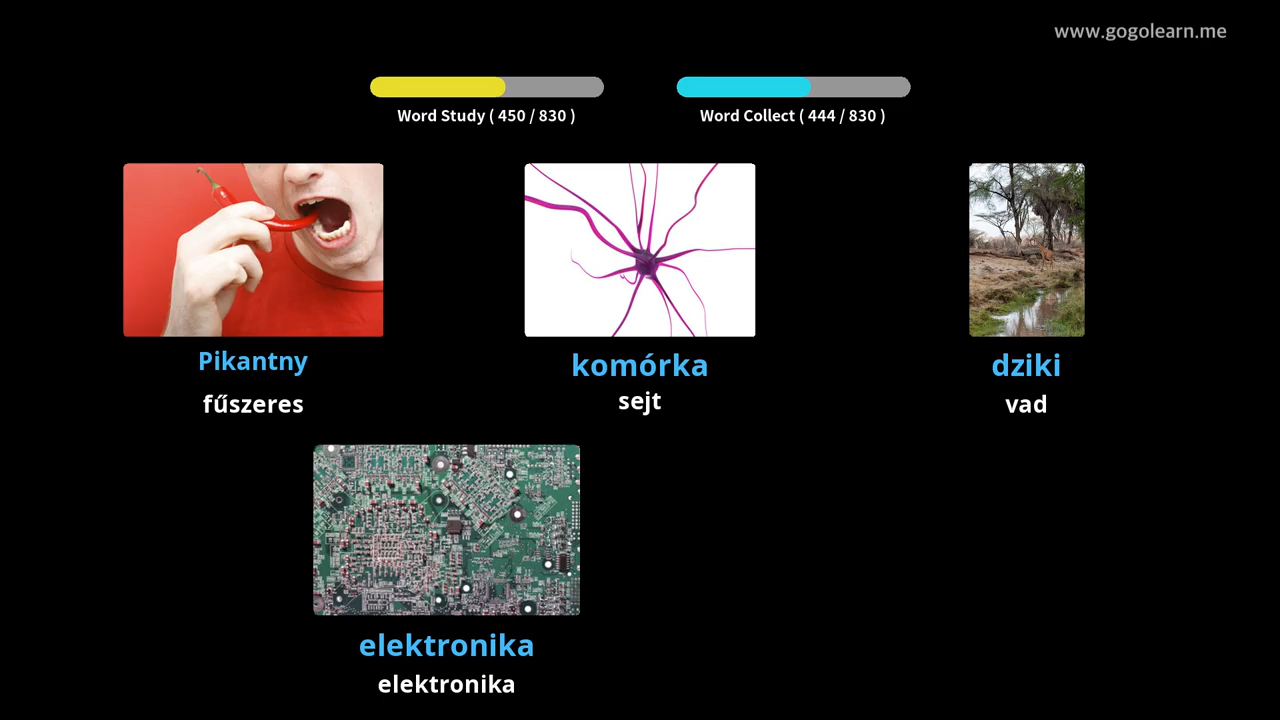 www.gogolearn.me
Word Study ( 450 / 830 )
Word Collect ( 444 / 830 )
Pikantny
komórka
dziki
fűszeres
sejt
vad
elektronika
elektronika